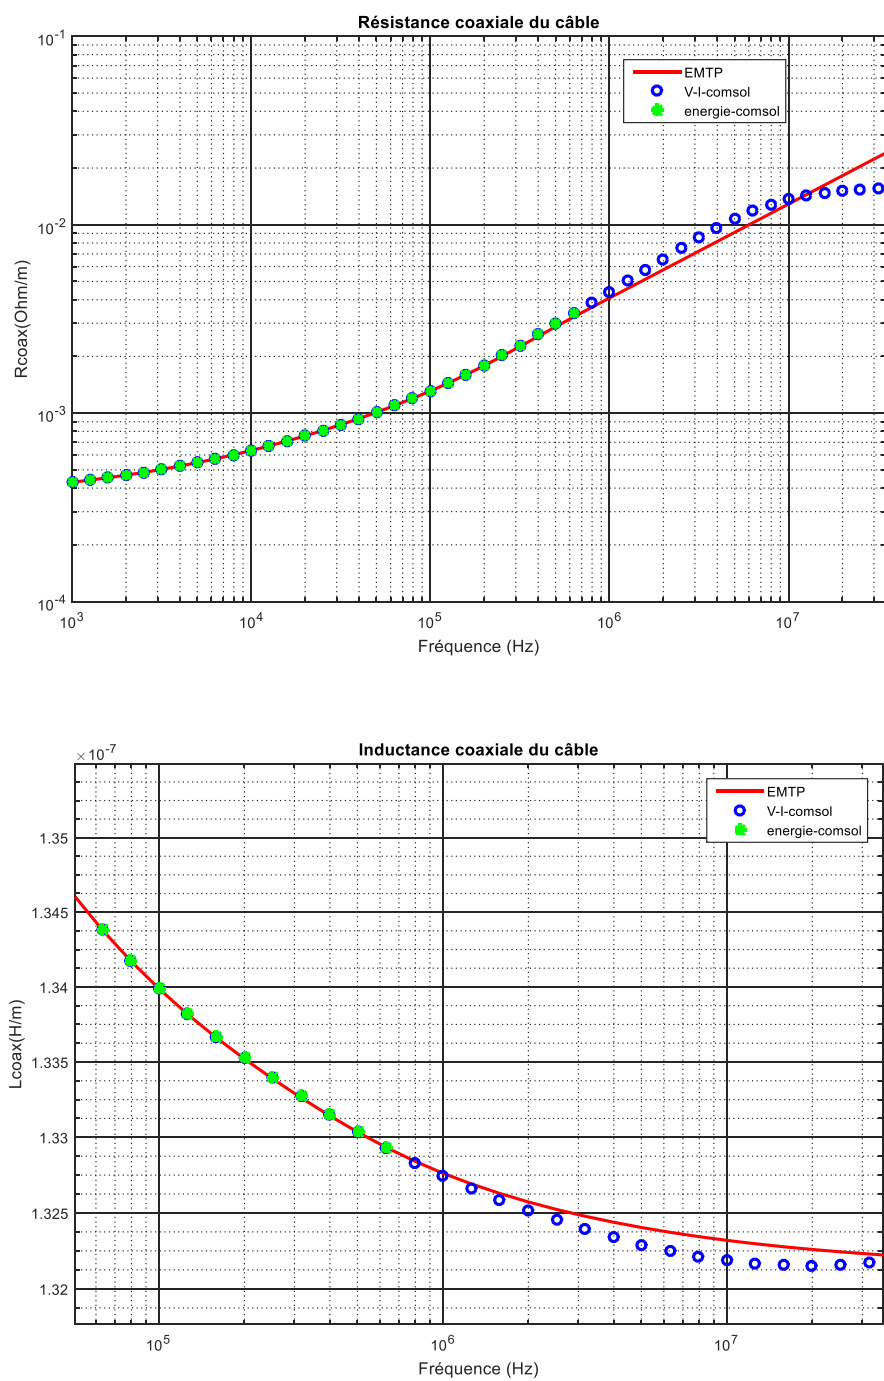 Résistance coaxiale du câble
10^-1
EMTP
V-I-comsol
energie-comsol
10^-2
Rcoax(Ohm/m)
10^-3
10^-4
10^3 10^4 10^5 10^6 10^7
Fréquence (Hz)
×10^-7
Inductance coaxiale du câble
EMTP
V-I-comsol
energie-comsol
1.35
1.345
1.34
Lcoax(H/m)
1.335
1.33
1.325
1.32
10^5 10^6 10^7
Fréquence (Hz)